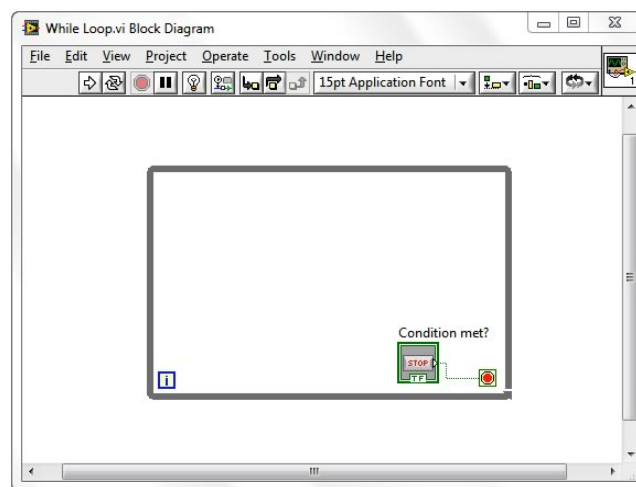 While Loop.vi Block Diagram
File Edit View Project Operate Tools Window Help
15pt Application Font
1
Condition met?
STOP
TF
i